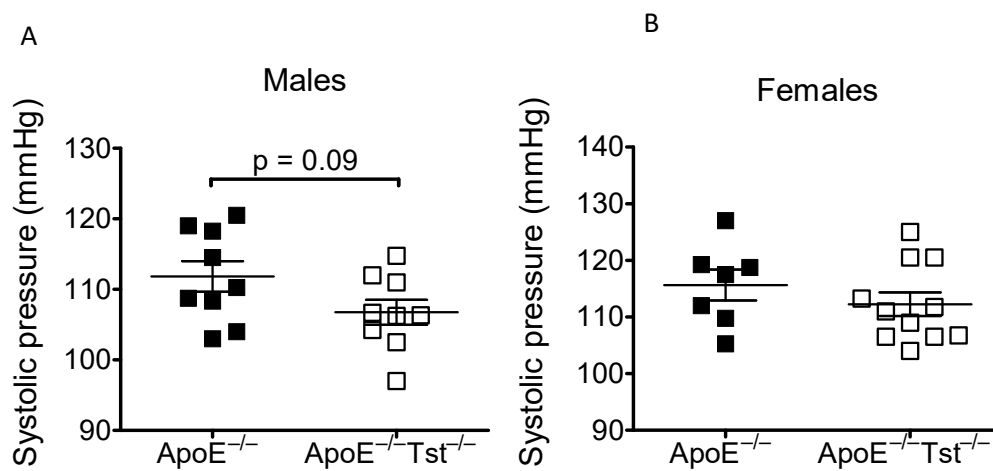 A
Males
Systolic pressure (mmHg)
130
120
110
100
90
p = 0.09
ApoE⁻/⁻
ApoE⁻/⁻Tst⁻/⁻
B
Females
Systolic pressure (mmHg)
140
130
120
110
100
90
ApoE⁻/⁻
ApoE⁻/⁻Tst⁻/⁻